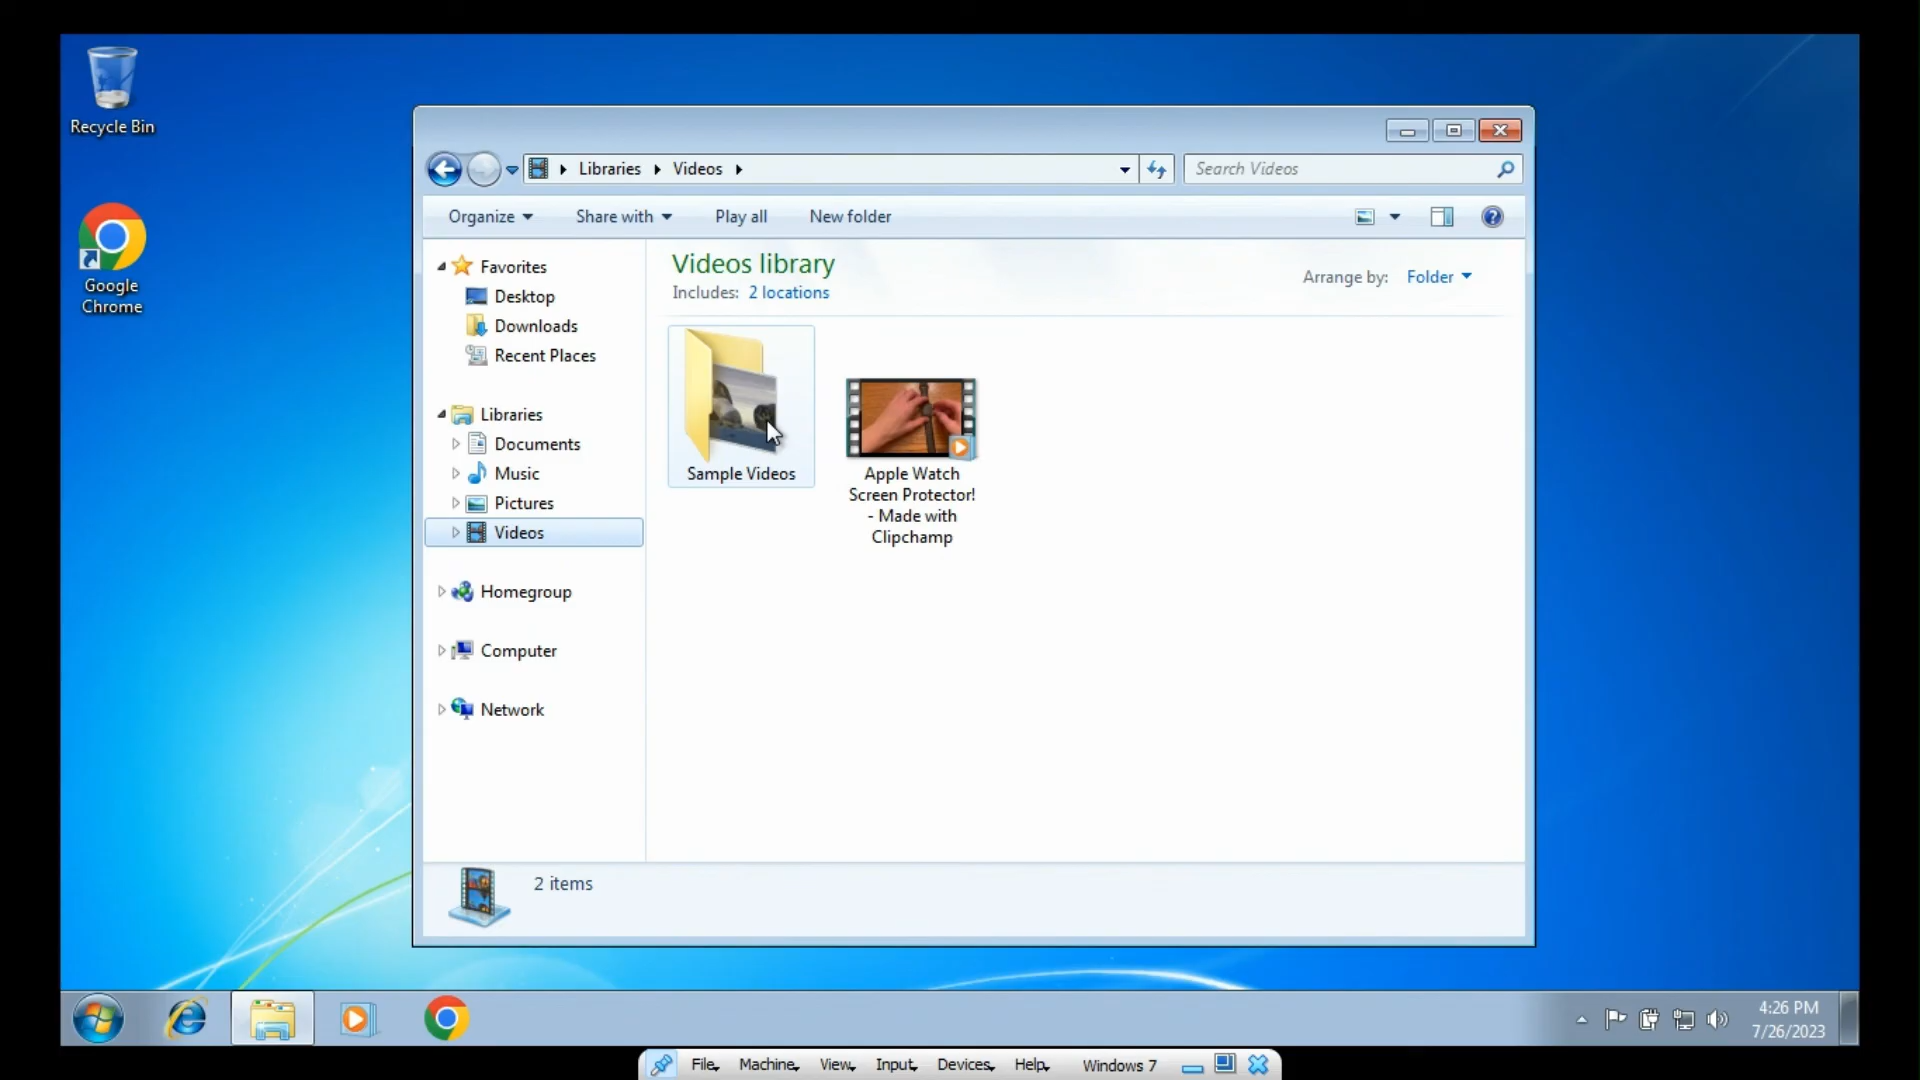 Recycle Bin
Google
Chrome
Libraries
Videos
Search Videos
Organize
Share with
Play all
New folder
Favorites
Desktop
Downloads
Recent Places
Libraries
Documents
Music
Pictures
Videos
Homegroup
Computer
Network
Videos library
Includes: 2 locations
Arrange by: Folder
Sample Videos
Apple Watch
Screen Protector!
- Made with
Clipchamp
2 items
4:26 PM
7/26/2023
File
Machine
View
Input
Devices
Help
Windows 7